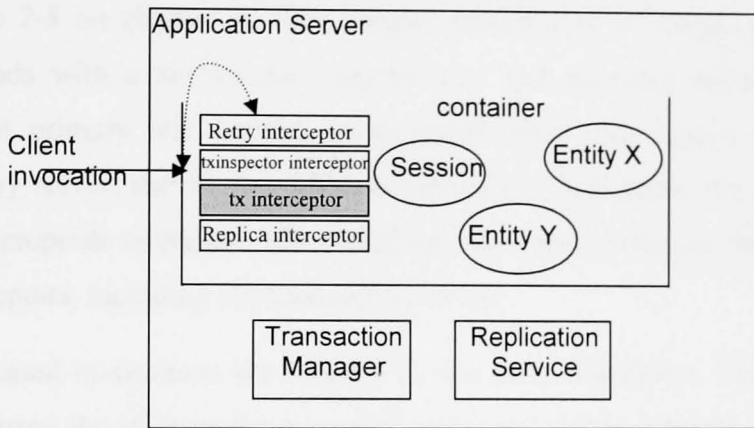 Application Server
container
Client
invocation
Retry interceptor
txinspector interceptor
tx interceptor
Replica interceptor
Session
Entity X
Entity Y
Transaction
Manager
Replication
Service